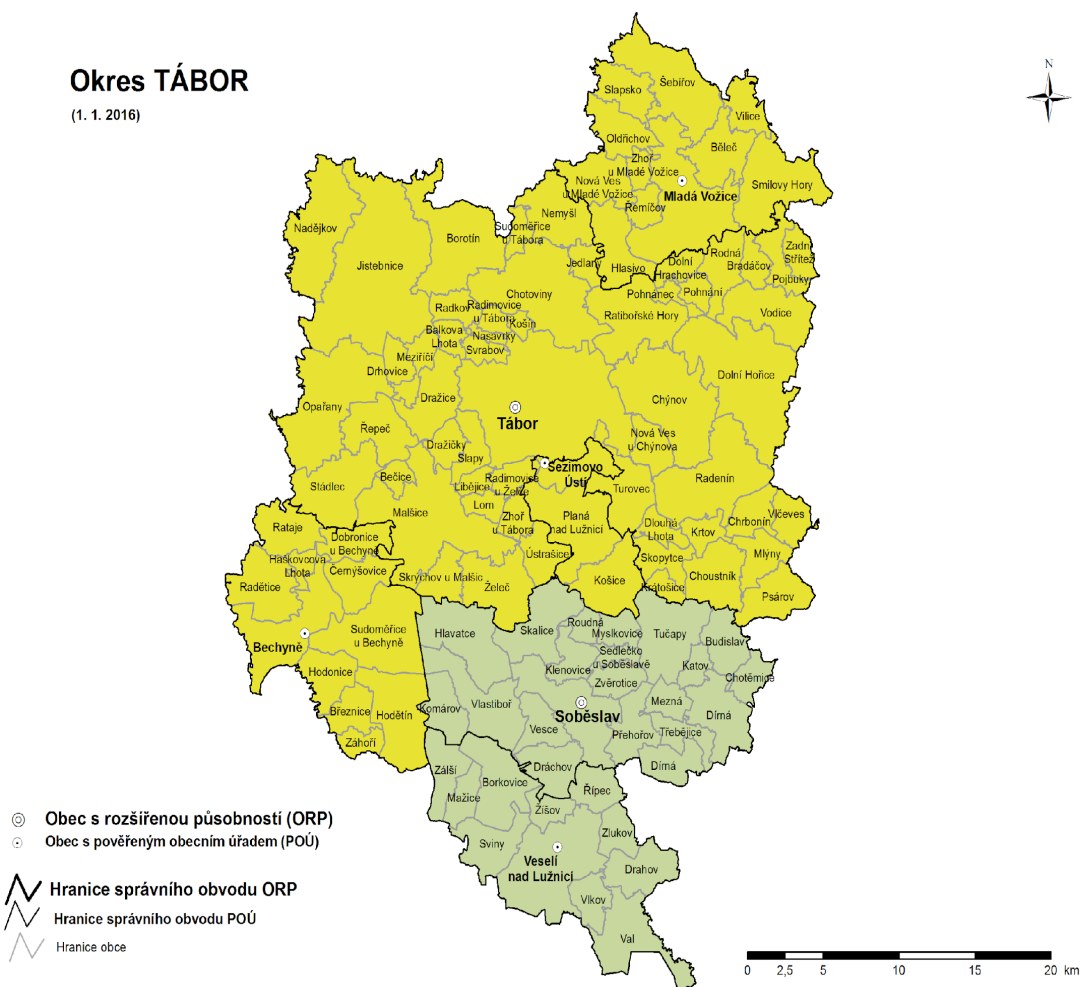 Okres TÁBOR
(1. 1. 2016)
N
Šebířov
Slapsko
Vilice
Oldřichov
Běleč
Zhoř
u Mladé Vožice
Nová Ves
u Mladé Vožice
Mladá Vožice
Smilovy Hory
Řemíčov
Nemyšl
Sudoměřice
u Tábora
Nadějkov
Borotín
Jistebnice
Jedlany
Hlasivo
Dolní
Hrachovice
Rodná
Bradáčov
Zadn
Střítež
Pojbuky
Pohnánec
Pohnání
Chotoviny
Radkov
Radimovice
u Tábora
Košín
Ratibořské Hory
Vodice
Balkova
Lhota
Nasavrky
Svrabov
Meziříčí
Drhovice
Dolní Hořice
Dražice
Chýnov
Opařany
Tábor
Řepeč
Nová Ves
u Chýnova
Dražičky
Slapy
Sezimovo
Ústí
Bečice
Radimovice
u Želče
Libějice
Radenín
Stádlec
Turovec
Lom
Malšice
Zhoř
u Tábora
Planá
nad Lužnicí
Vlčeves
Chrbonín
Dlouhá
Lhota
Krtov
Rataje
Dobronice
u Bechyně
Ústrašice
Mlýny
Skopytce
Haškovcova
Lhota
Černýšovice
Choustník
Skrychov u Malšic
Želeč
Košice
Krátošice
Radětice
Psárov
Hlavatce
Skalice
Roudná
Myslkovice
Tučapy
Budislav
Sudoměřice
u Bechyně
Bechyně
Sedlečko
u Soběslavě
Klenovice
Katov
Hodonice
Zvěrotice
Chotěmice
Vlastiboř
Komárov
Mezná
Březnice
Hodětín
Soběslav
Dírná
Vesce
Přehořov
Třebějice
Záhoří
Dráchov
Dírná
Zálší
Borkovice
Mažice
Řípec
Žíšov
Zlukov
Sviny
Veselí
nad Lužnicí
Drahov
Vlkov
Val
Obec s rozšířenou působností (ORP)
Obec s pověřeným obecním úřadem (POÚ)
Hranice správního obvodu ORP
Hranice správního obvodu POÚ
Hranice obce
0 2,5 5 10 15 20 km